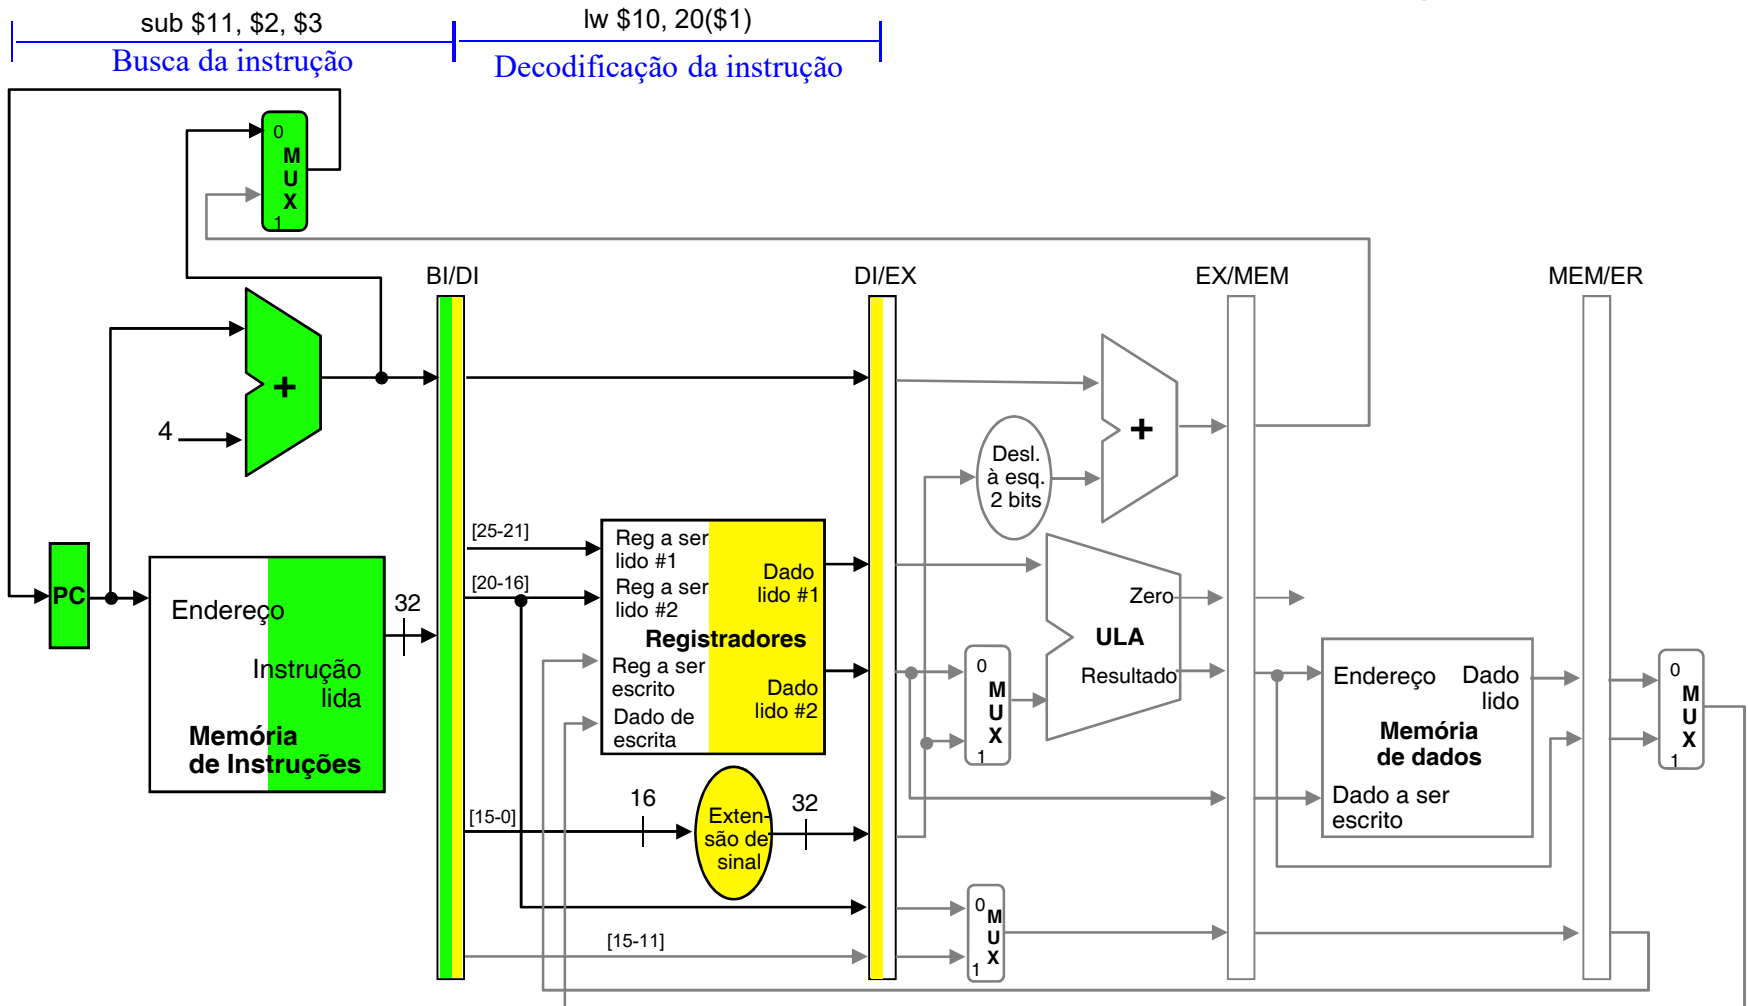 sub $11, $2, $3
lw $10, 20($1)
Busca da instrução
Decodificação da instrução
0
M
U
X
1
BI/DI
DI/EX
EX/MEM
MEM/ER
+
4
+
Desl.
à esq.
2 bits
PC
Endereço
Instrução
lida
Memória
de Instruções
32
[25-21]
[20-16]
[15-0]
[15-11]
Reg a ser
lido #1
Reg a ser
lido #2
Registradores
Reg a ser
escrito
Dado de
escrita
Dado
lido #1
Dado
lido #2
16
Exten-
são de
sinal
32
0
M
U
X
1
Zero
ULA
Resultado
0
M
U
X
1
Endereço
Dado
lido
Memória
de dados
Dado a ser
escrito
0
M
U
X
1